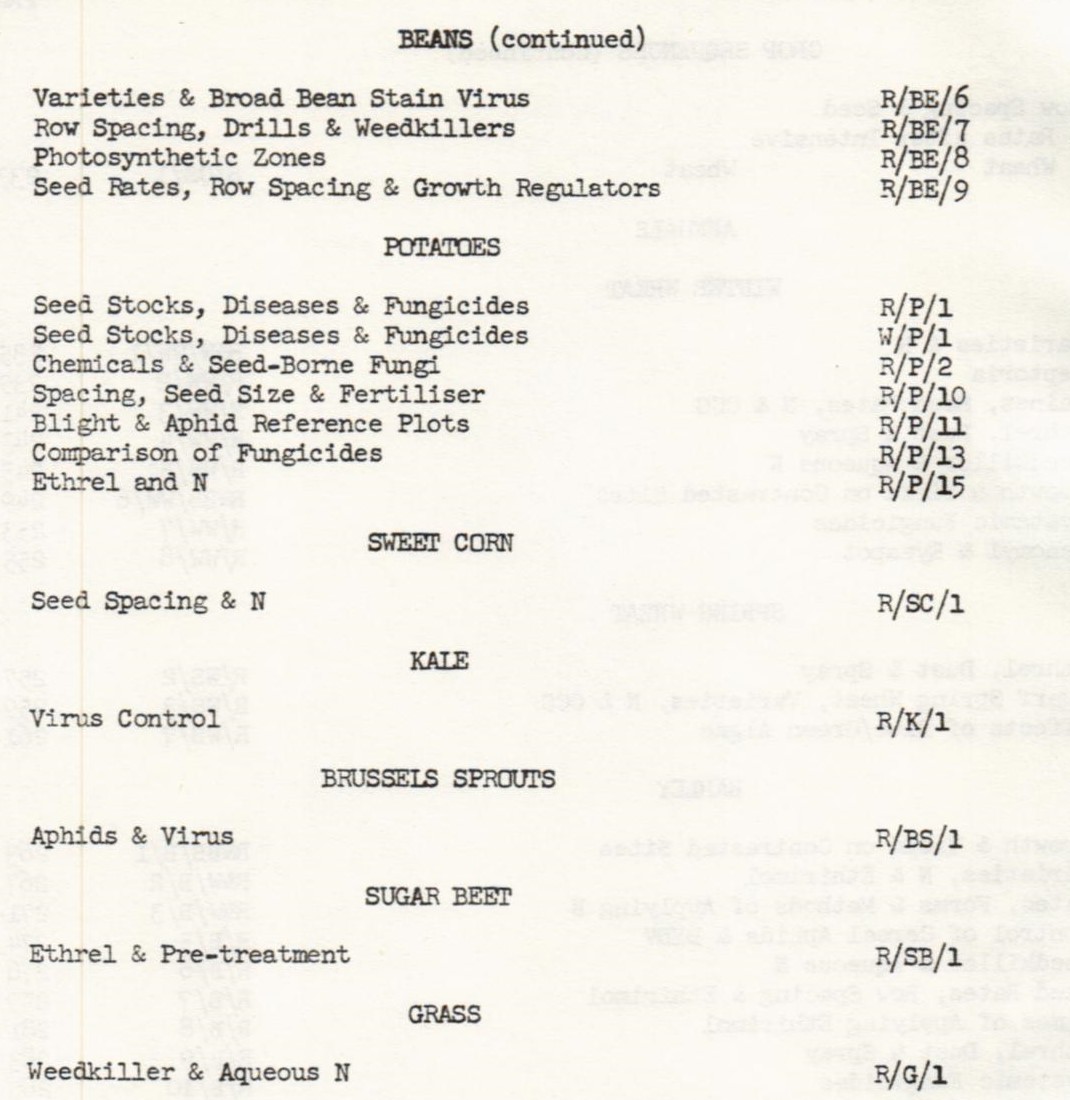 BEANS (continued)
Varieties & Broad Bean Stain Virus R/BE/6
Row Spacing, Drills & Weedkillers R/BE/7
Photosynthetic Zones R/BE/8
Seed Rates, Row Spacing & Growth Regulators R/BE/9
POTATOES
Seed Stocks, Diseases & Fungicides R/P/1
Seed Stocks, Diseases & Fungicides W/P/1
Chemicals & Seed-Borne Fungi R/P/2
Spacing, Seed Size & Fertiliser R/P/10
Blight & Aphid Reference Plots R/P/11
Comparison of Fungicides R/P/13
Ethrel and N R/P/15
SWEET CORN
Seed Spacing & N R/SC/1
KALE
Virus Control R/K/1
BRUSSELS SPROUTS
Aphids & Virus R/BS/1
SUGAR BEET
Ethrel & Pre-treatment R/SB/1
GRASS
Weedkiller & Aqueous N R/G/1